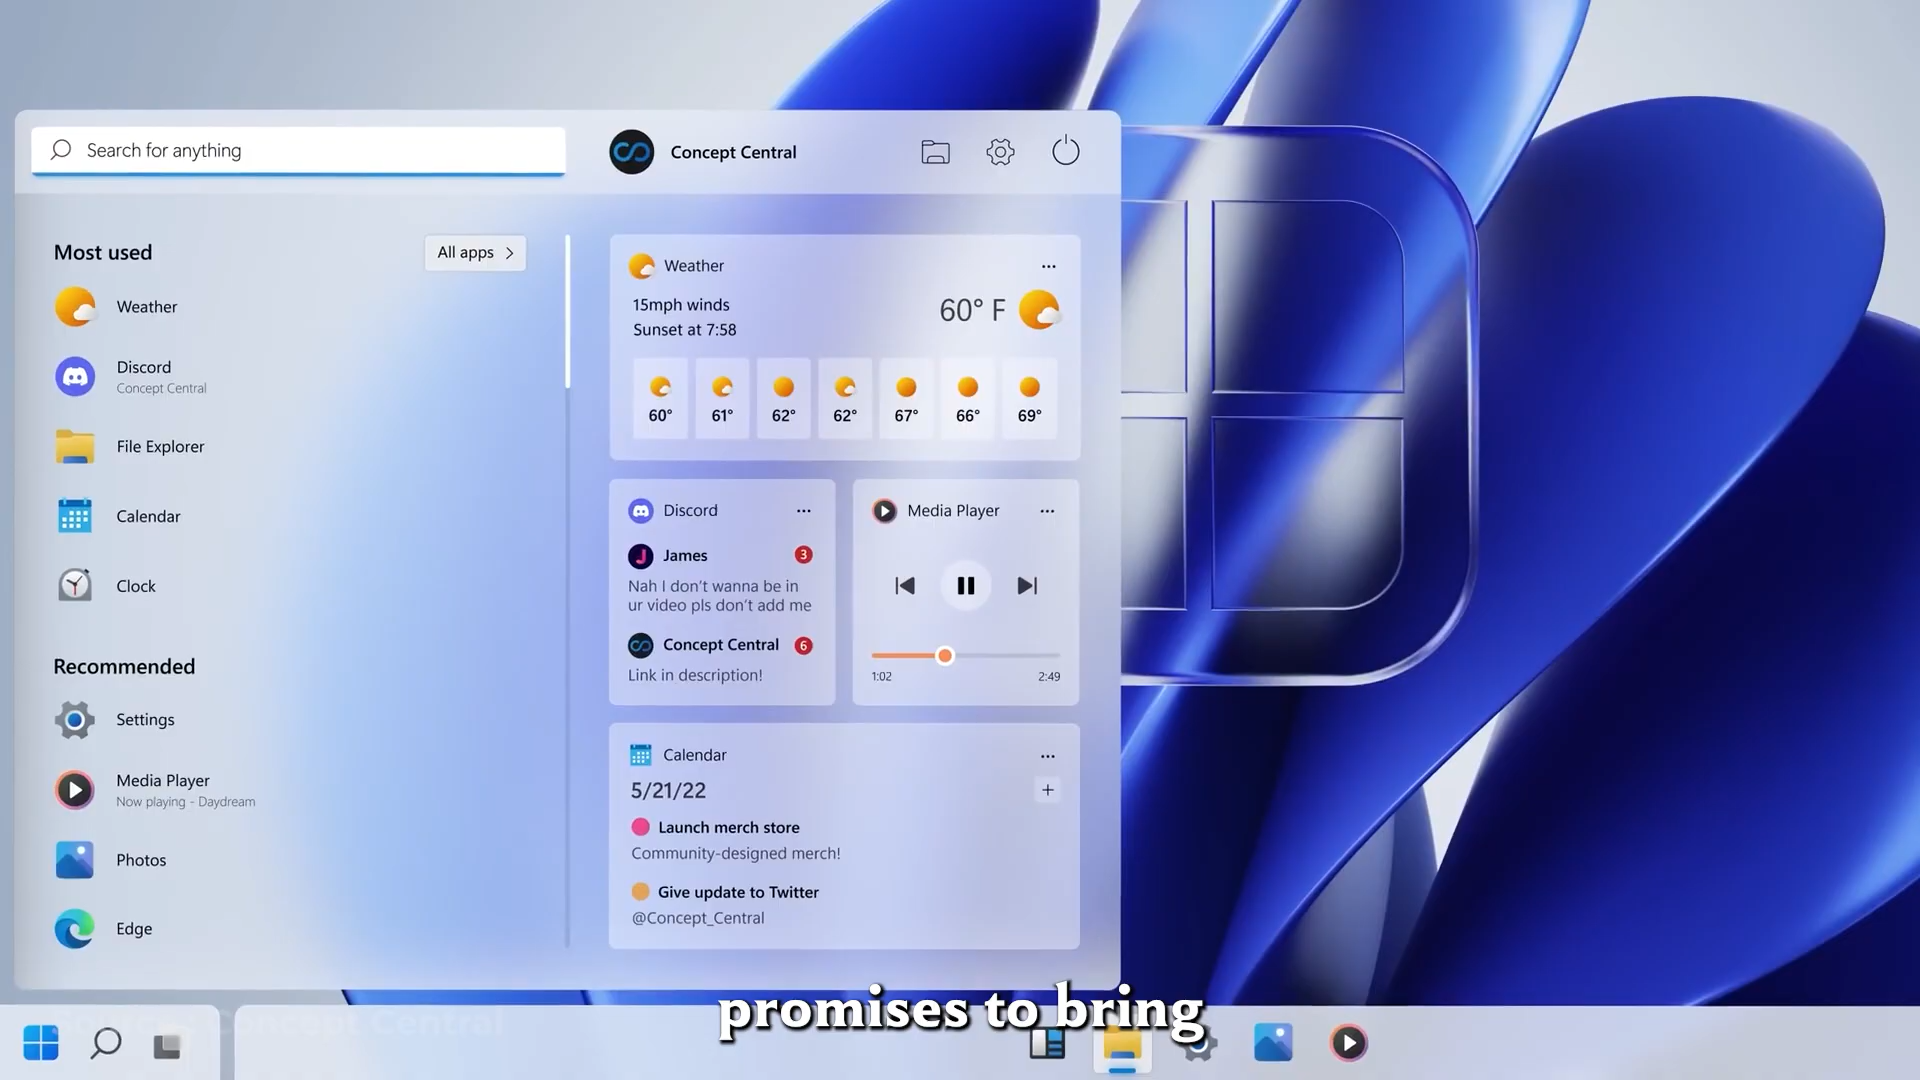 Search for anything
Concept Central
Most used
All apps
Weather
Discord
Concept Central
File Explorer
Calendar
Clock
Recommended
Settings
Media Player
Now playing - Daydream
Photos
Edge
Weather
15mph winds
Sunset at 7:58
60° F
60° 61° 62° 62° 67° 66° 69°
Discord
James 3
Nah I don't wanna be in
ur video pls don't add me
Concept Central 6
Link in description!
Media Player
1:02 2:49
Calendar
5/21/22
Launch merch store
Community-designed merch!
Give update to Twitter
@Concept_Central
promises to bring
Source: Concept Central